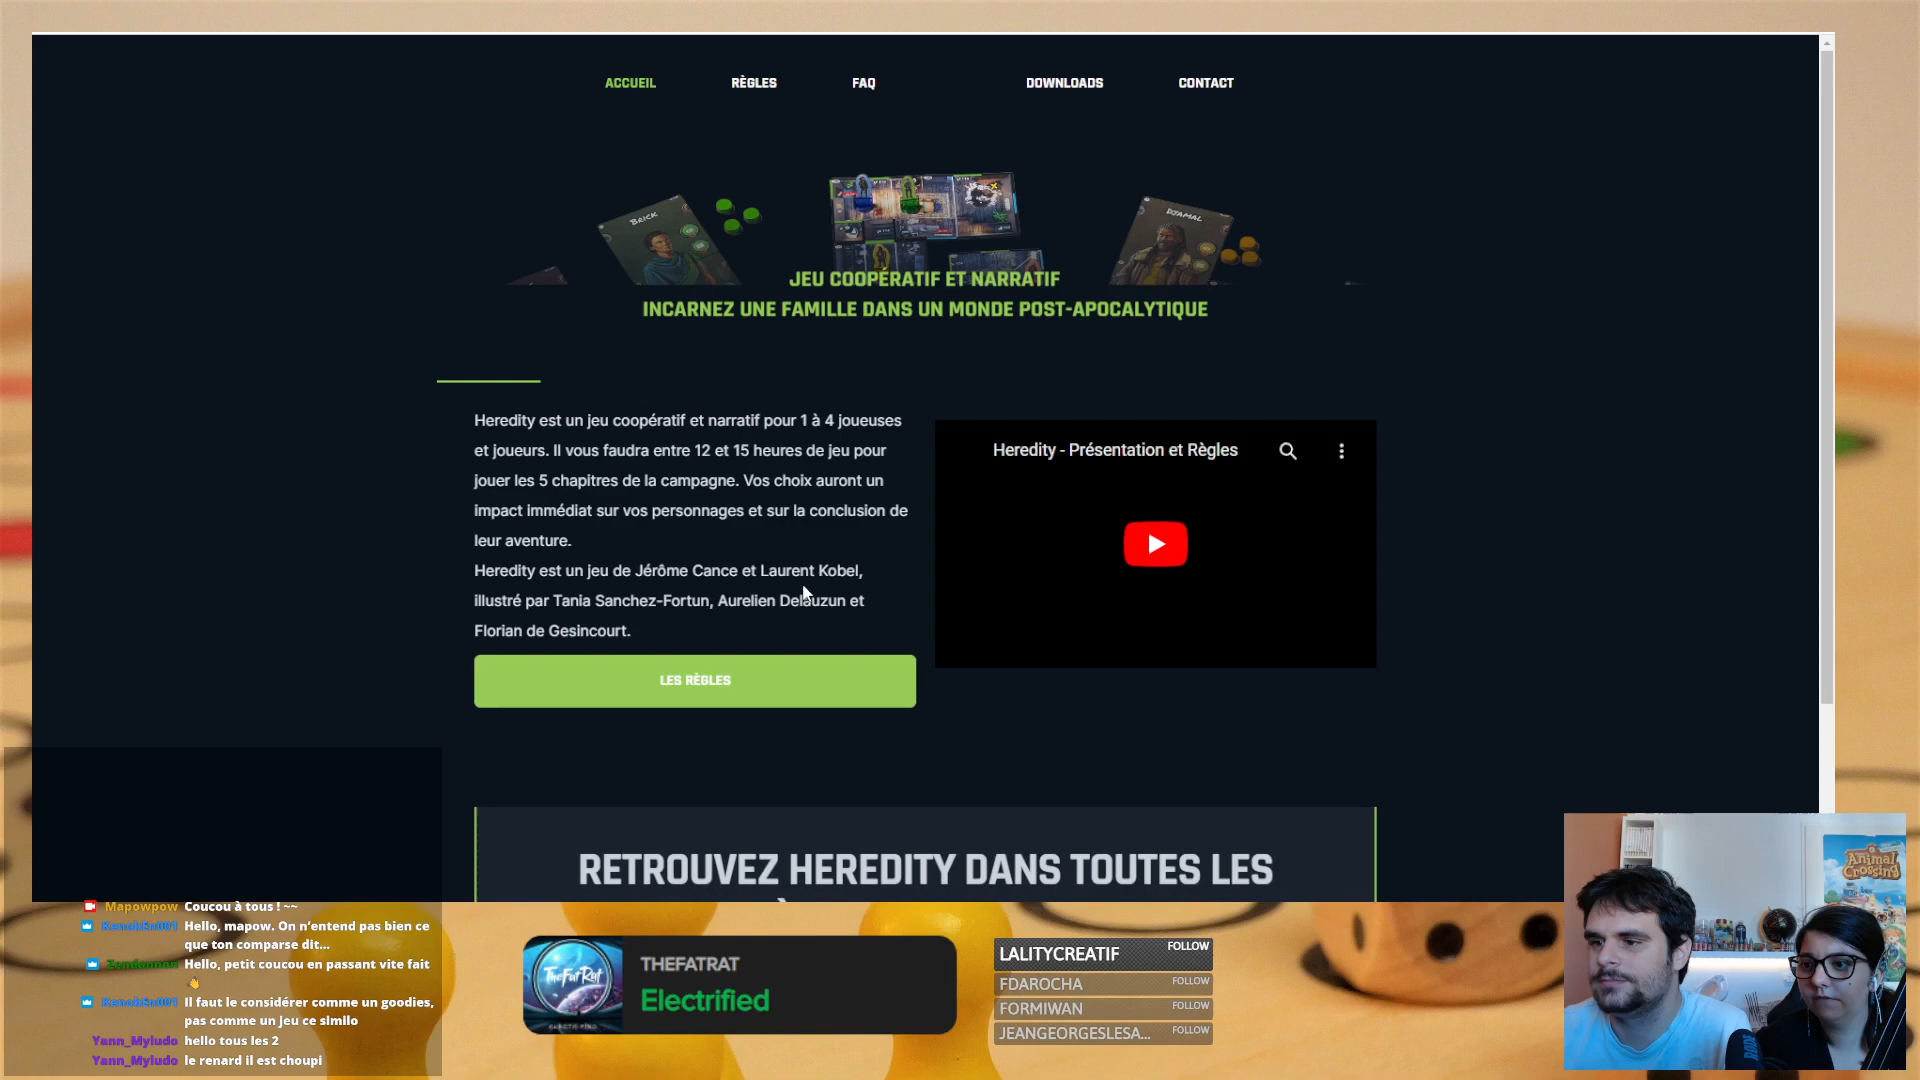 ACCUEIL RÈGLES FAQ DOWNLOADS CONTACT
BRICK
DJAMAL
JEU COOPÉRATIF ET NARRATIF
INCARNEZ UNE FAMILLE DANS UN MONDE POST-APOCALYTIQUE
Heredity est un jeu coopératif et narratif pour 1 à 4 joueuses
et joueurs. Il vous faudra entre 12 et 15 heures de jeu pour
jouer les 5 chapitres de la campagne. Vos choix auront un
impact immédiat sur vos personnages et sur la conclusion de
leur aventure.
Heredity est un jeu de Jérôme Cance et Laurent Kobel,
illustré par Tania Sanchez-Fortun, Aurelien Delauzun et
Florian de Gesincourt.
Heredity - Présentation et Règles
LES RÈGLES
RETROUVEZ HEREDITY DANS TOUTES LES
Mapowpow Coucou à tous ! ~~
Hello, mapow. On n'entend pas bien ce
que ton comparse dit...
Hello, petit coucou en passant vite fait
Il faut le considérer comme un goodies,
pas comme un jeu ce similo
Yann_Myludo hello tous les 2
Yann_Myludo le renard il est choupi
TheFatRat
THEFATRAT
Electrified
LALITYCREATIF FOLLOW
FDAROCHA FOLLOW
FORMIWAN FOLLOW
JEANGEORGESLESA... FOLLOW
Animal
Crossing
RODE